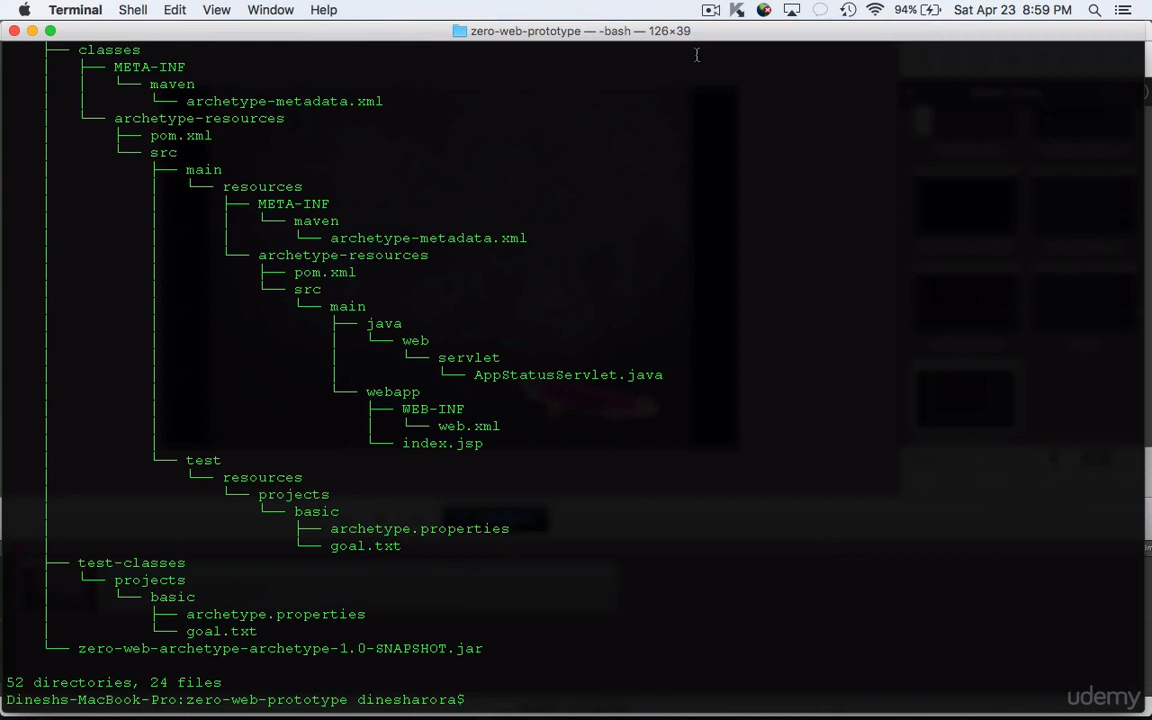 Terminal Shell Edit View Window Help 94% Sat Apr 23 8:59 PM
zero-web-prototype — -bash — 126×39
├── classes
│   ├── META-INF
│   │   └── maven
│   │       └── archetype-metadata.xml
│   └── archetype-resources
│       ├── pom.xml
│       └── src
│           ├── main
│           │   └── resources
│           │       ├── META-INF
│           │       │   └── maven
│           │       │       └── archetype-metadata.xml
│           │       └── archetype-resources
│           │           ├── pom.xml
│           │           └── src
│           │               └── main
│           │                   ├── java
│           │                   │   └── web
│           │                   │       └── servlet
│           │                   │           └── AppStatusServlet.java
│           │                   └── webapp
│           │                       ├── WEB-INF
│           │                       │   └── web.xml
│           │                       └── index.jsp
│           └── test
│               └── resources
│                   └── projects
│                       └── basic
│                           ├── archetype.properties
│                           └── goal.txt
├── test-classes
│   └── projects
│       └── basic
│           ├── archetype.properties
│           └── goal.txt
└── zero-web-archetype-archetype-1.0-SNAPSHOT.jar
52 directories, 24 files
Dineshs-MacBook-Pro:zero-web-prototype dinesharora$
udemy